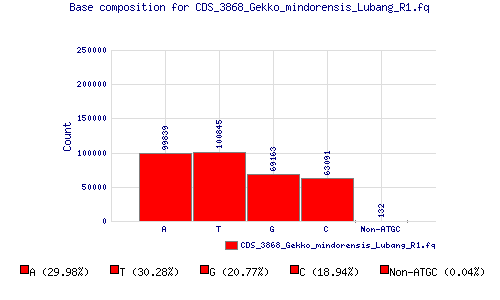 Base composition for CDS_3868_Gekko_mindorensis_Lubang_R1.fq
250000
200000
150000
100000
50000
0
Count
99839
100845
69163
63091
132
A T G C Non-ATGC
CDS_3868_Gekko_mindorensis_Lubang_R1.fq
A (29.98%) T (30.28%) G (20.77%) C (18.94%) Non-ATGC (0.04%)